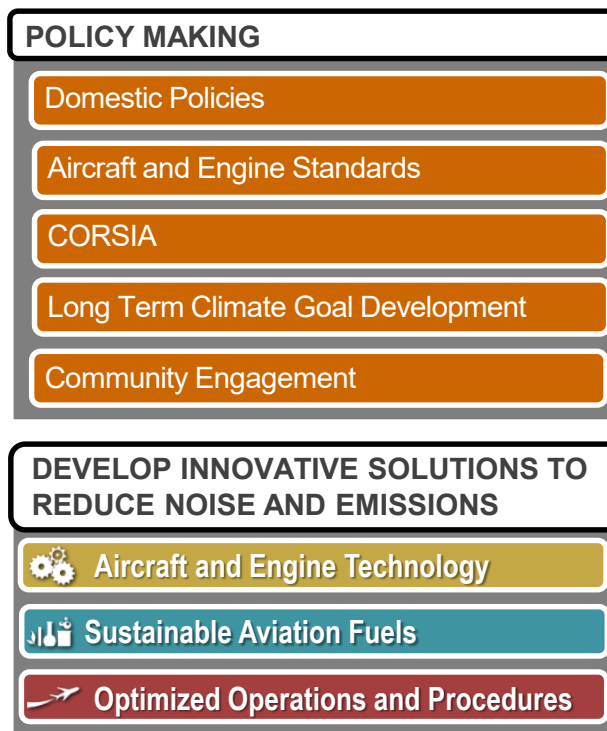 POLICY MAKING
Domestic Policies
Aircraft and Engine Standards
CORSIA
Long Term Climate Goal Development
Community Engagement
DEVELOP INNOVATIVE SOLUTIONS TO
REDUCE NOISE AND EMISSIONS
Aircraft and Engine Technology
Sustainable Aviation Fuels
Optimized Operations and Procedures